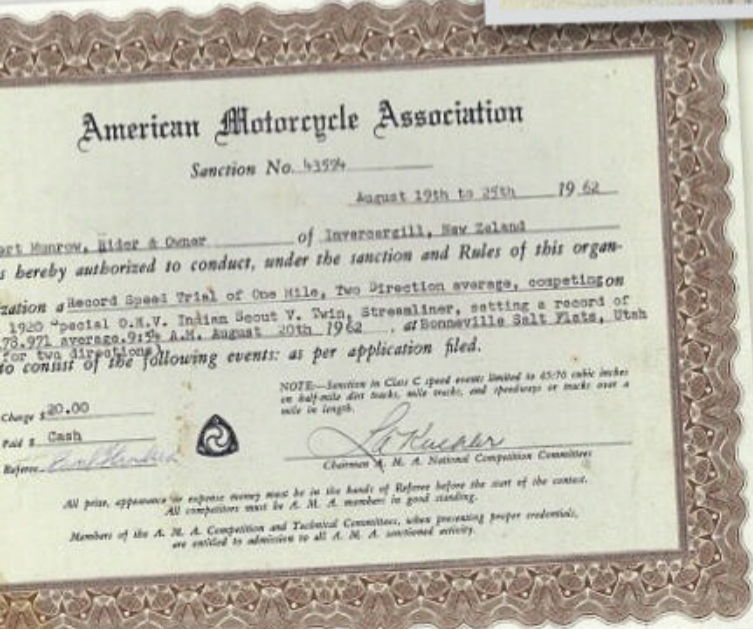 American Motorcycle Association
Sanction No. 43594
August 19th to 25th 1962
ert Munrow, Rider & Owner of Invercergill, New Zeland
s hereby authorized to conduct, under the sanction and Rules of this organ-
zation a Record Speed Trial of One Mile, Two Direction average, competing on
1920 "pecial O.H.V. Indian Scout V. Twin, Streamliner, setting a record of
78.971 average. 9:54 A.M. August 20th 1962, at Bonneville Salt Flats, Utah
for two directions
to consist of the following events: as per application filed.
NOTE:—Sanction in Class C speed events limited to 45:70 cubic inches
on half-mile dirt tracks, mile tracks, and speedways or tracks over a
mile in length.
Charge $20.00
Paid $ Cash
Referee
Chairman A. M. A. National Competition Committees
All prize, appearance or expense money must be in the hands of Referee before the start of the contest.
All competitors must be A. M. A. members in good standing.
Members of the A. M. A. Competition and Technical Committees, when presenting proper credentials,
are entitled to admission to all A. M. A. sanctioned activity.